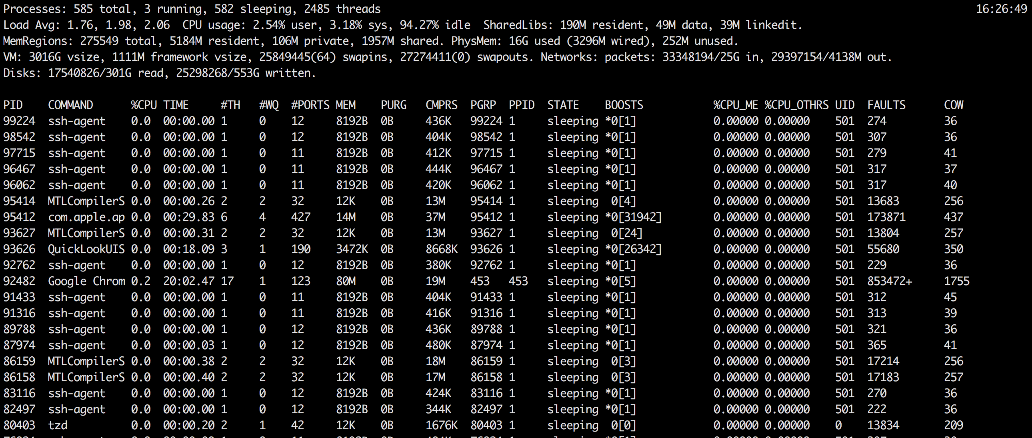 Processes: 585 total, 3 running, 582 sleeping, 2485 threads 16:26:49
Load Avg: 1.76, 1.98, 2.06 CPU usage: 2.54% user, 3.18% sys, 94.27% idle SharedLibs: 190M resident, 49M data, 39M linkedit.
MemRegions: 275549 total, 5184M resident, 106M private, 1957M shared. PhysMem: 16G used (3296M wired), 252M unused.
VM: 3016G vsize, 1111M framework vsize, 25849445(64) swapins, 27274411(0) swapouts. Networks: packets: 33348194/25G in, 29397154/4138M out.
Disks: 17540826/301G read, 25298268/553G written.
PID COMMAND %CPU TIME #TH #WQ #PORTS MEM PURG CMPRS PGRP PPID STATE BOOSTS %CPU_ME %CPU_OTHRS UID FAULTS COW
99224 ssh-agent 0.0 00:00.00 1 0 12 8192B 0B 436K 99224 1 sleeping *0[1] 0.00000 0.00000 501 274 36
98542 ssh-agent 0.0 00:00.00 1 0 12 8192B 0B 404K 98542 1 sleeping *0[1] 0.00000 0.00000 501 307 36
97715 ssh-agent 0.0 00:00.00 1 0 11 8192B 0B 412K 97715 1 sleeping *0[1] 0.00000 0.00000 501 279 41
96467 ssh-agent 0.0 00:00.00 1 0 11 8192B 0B 444K 96467 1 sleeping *0[1] 0.00000 0.00000 501 317 37
96062 ssh-agent 0.0 00:00.00 1 0 11 8192B 0B 420K 96062 1 sleeping *0[1] 0.00000 0.00000 501 317 40
95414 MTLCompilerS 0.0 00:00.26 2 2 32 12K 0B 13M 95414 1 sleeping 0[4] 0.00000 0.00000 501 13683 256
95412 com.apple.ap 0.0 00:29.83 6 4 427 14M 0B 37M 95412 1 sleeping *0[31942] 0.00000 0.00000 501 173871 437
93627 MTLCompilerS 0.0 00:00.31 2 2 32 12K 0B 13M 93627 1 sleeping 0[24] 0.00000 0.00000 501 13804 257
93626 QuickLookUIS 0.0 00:18.09 3 1 190 3472K 0B 8668K 93626 1 sleeping *0[26342] 0.00000 0.00000 501 55680 350
92762 ssh-agent 0.0 00:00.00 1 0 12 8192B 0B 380K 92762 1 sleeping *0[1] 0.00000 0.00000 501 229 36
92482 Google Chrom 0.2 20:02.47 17 1 123 80M 0B 19M 453 453 sleeping *0[5] 0.00000 0.00000 501 853472+ 1755
91433 ssh-agent 0.0 00:00.00 1 0 11 8192B 0B 404K 91433 1 sleeping *0[1] 0.00000 0.00000 501 312 45
91316 ssh-agent 0.0 00:00.00 1 0 11 8192B 0B 416K 91316 1 sleeping *0[1] 0.00000 0.00000 501 313 39
89788 ssh-agent 0.0 00:00.00 1 0 12 8192B 0B 436K 89788 1 sleeping *0[1] 0.00000 0.00000 501 321 36
87974 ssh-agent 0.0 00:00.03 1 0 12 8192B 0B 480K 87974 1 sleeping *0[1] 0.00000 0.00000 501 365 41
86159 MTLCompilerS 0.0 00:00.38 2 2 32 12K 0B 18M 86159 1 sleeping 0[3] 0.00000 0.00000 501 17214 256
86158 MTLCompilerS 0.0 00:00.40 2 2 32 12K 0B 17M 86158 1 sleeping 0[3] 0.00000 0.00000 501 17183 257
83116 ssh-agent 0.0 00:00.00 1 0 12 8192B 0B 424K 83116 1 sleeping *0[1] 0.00000 0.00000 501 270 36
82497 ssh-agent 0.0 00:00.00 1 0 12 8192B 0B 344K 82497 1 sleeping *0[1] 0.00000 0.00000 501 222 36
80403 tzd 0.0 00:00.20 2 1 42 12K 0B 1676K 80403 1 sleeping 0[0] 0.00000 0.00000 0 13834 209